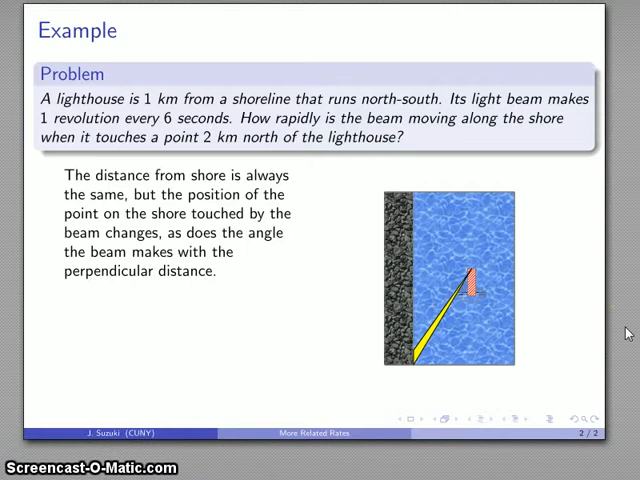 Example
Problem
A lighthouse is 1 km from a shoreline that runs north-south. Its light beam makes
1 revolution every 6 seconds. How rapidly is the beam moving along the shore
when it touches a point 2 km north of the lighthouse?
The distance from shore is always
the same, but the position of the
point on the shore touched by the
beam changes, as does the angle
the beam makes with the
perpendicular distance.
J. Suzuki (CUNY) More Related Rates 2 / 2
Screencast-O-Matic.com